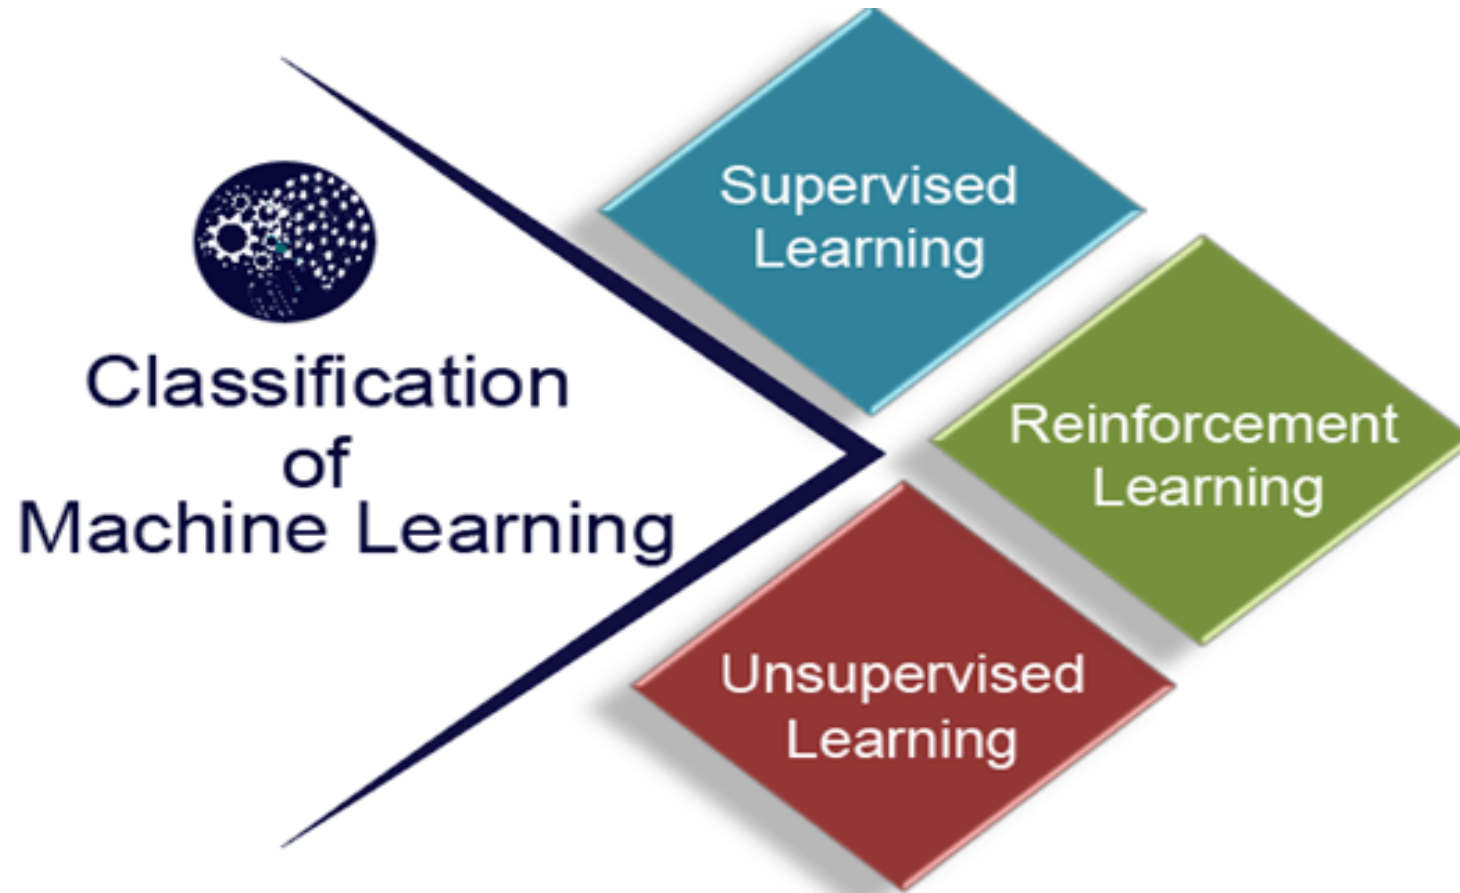 Classification
of
Machine Learning
Supervised
Learning
Reinforcement
Learning
Unsupervised
Learning